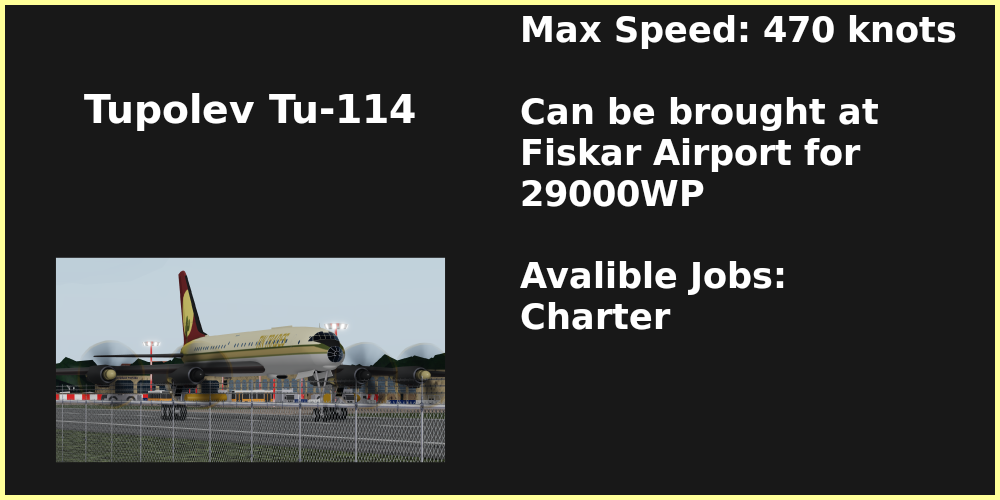 Tupolev Tu-114
Max Speed: 470 knots
Can be brought at
Fiskar Airport for
29000WP
Avalible Jobs:
Charter